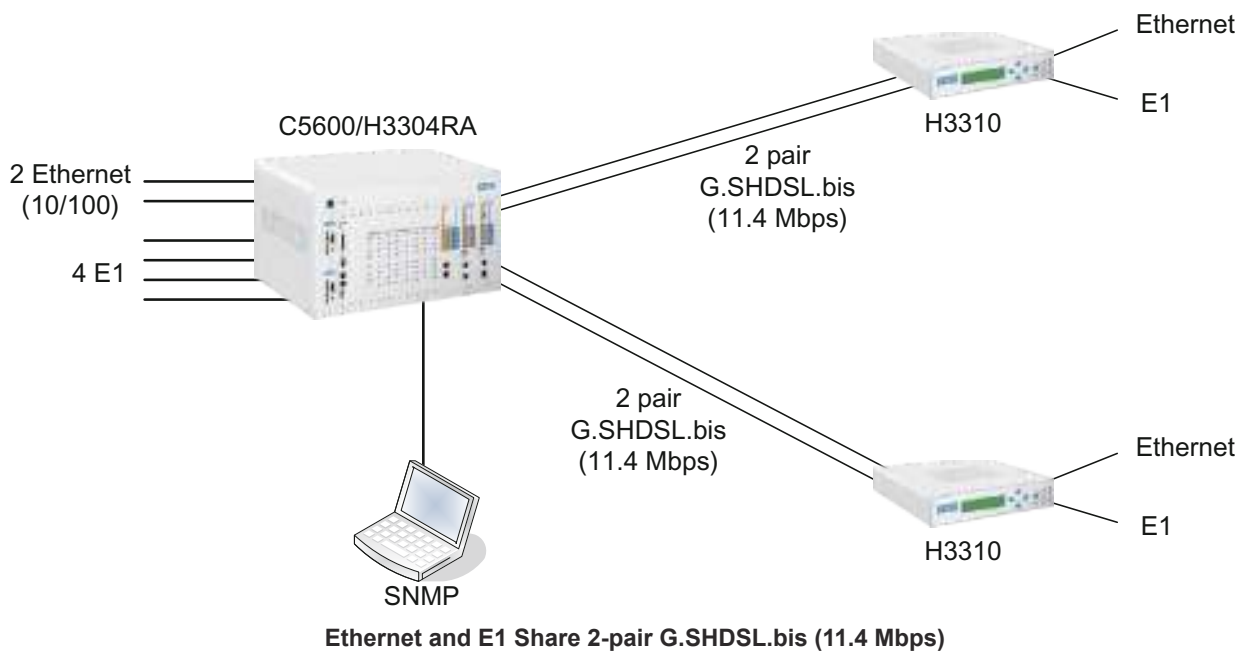 Ethernet
E1
H3310
C5600/H3304RA
2 pair
G.SHDSL.bis
(11.4 Mbps)
2 Ethernet
(10/100)
4 E1
2 pair
G.SHDSL.bis
(11.4 Mbps)
Ethernet
E1
H3310
SNMP
Ethernet and E1 Share 2-pair G.SHDSL.bis (11.4 Mbps)